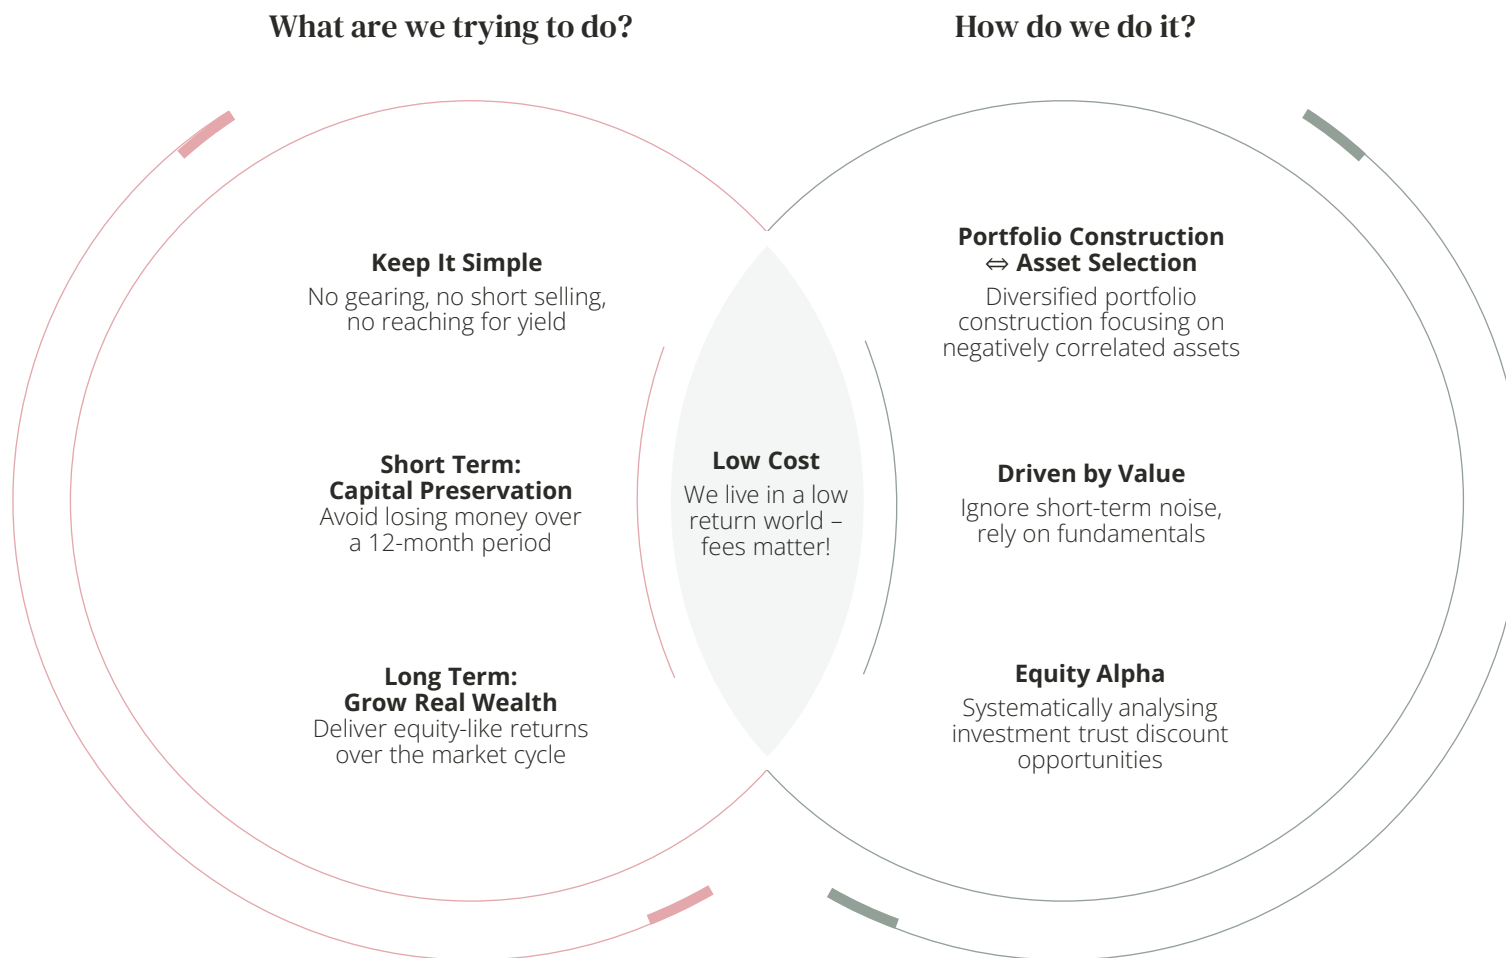 What are we trying to do?
Keep It Simple
No gearing, no short selling,
no reaching for yield
Short Term:
Capital Preservation
Avoid losing money over
a 12-month period
Long Term:
Grow Real Wealth
Deliver equity-like returns
over the market cycle
Low Cost
We live in a low
return world –
fees matter!
How do we do it?
Portfolio Construction
⇔ Asset Selection
Diversified portfolio
construction focusing on
negatively correlated assets
Driven by Value
Ignore short-term noise,
rely on fundamentals
Equity Alpha
Systematically analysing
investment trust discount
opportunities